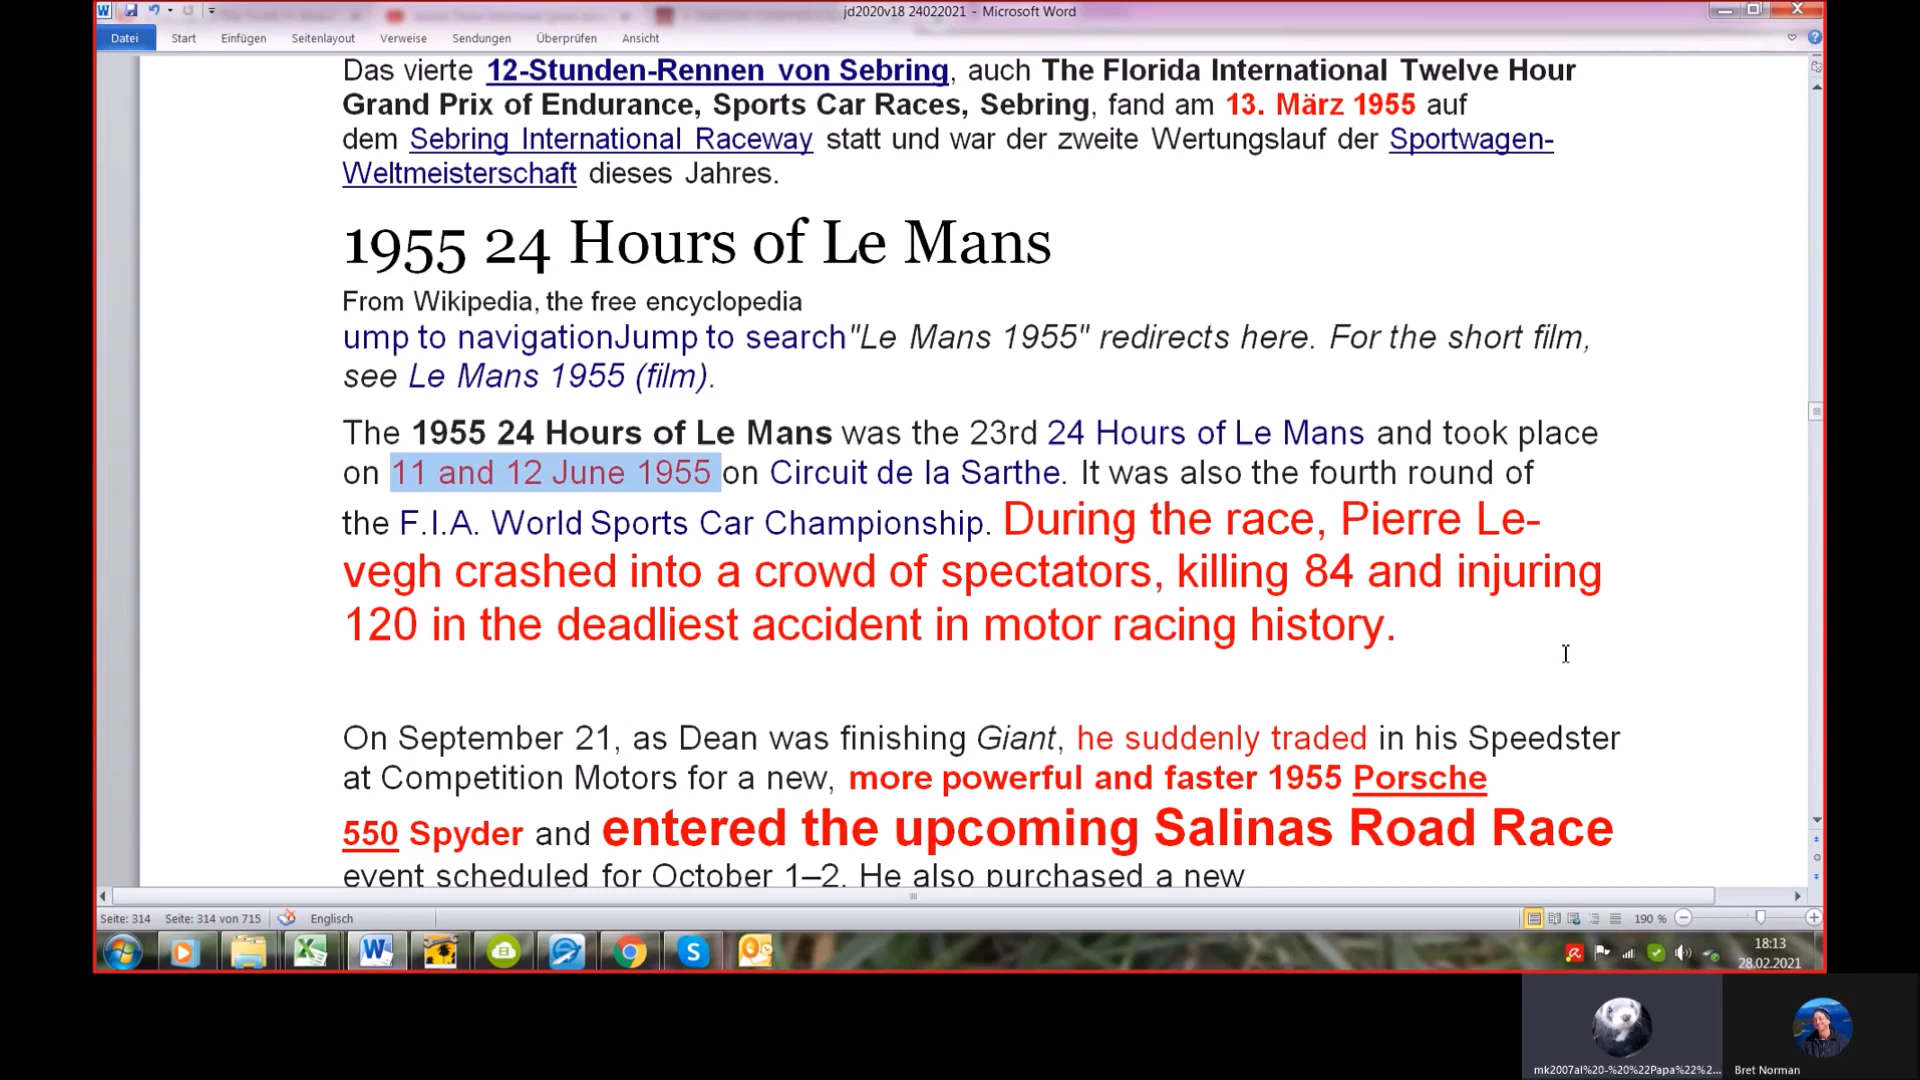 jd2020v18 24022021 - Microsoft Word
Datei Start Einfügen Seitenlayout Verweise Sendungen Überprüfen Ansicht
Das vierte 12-Stunden-Rennen von Sebring, auch The Florida International Twelve Hour
Grand Prix of Endurance, Sports Car Races, Sebring, fand am 13. März 1955 auf
dem Sebring International Raceway statt und war der zweite Wertungslauf der Sportwagen-
Weltmeisterschaft dieses Jahres.
1955 24 Hours of Le Mans
From Wikipedia, the free encyclopedia
ump to navigationJump to search"Le Mans 1955" redirects here. For the short film,
see Le Mans 1955 (film).
The 1955 24 Hours of Le Mans was the 23rd 24 Hours of Le Mans and took place
on 11 and 12 June 1955 on Circuit de la Sarthe. It was also the fourth round of
the F.I.A. World Sports Car Championship. During the race, Pierre Le-
vegh crashed into a crowd of spectators, killing 84 and injuring
120 in the deadliest accident in motor racing history.
On September 21, as Dean was finishing Giant, he suddenly traded in his Speedster
at Competition Motors for a new, more powerful and faster 1955 Porsche
550 Spyder and entered the upcoming Salinas Road Race
event scheduled for October 1–2. He also purchased a new
Seite: 314 Seite: 314 von 715 Englisch 190 %
18:13
28.02.2021
mk2007al%20-%20%22Papa%22%2...
Bret Norman